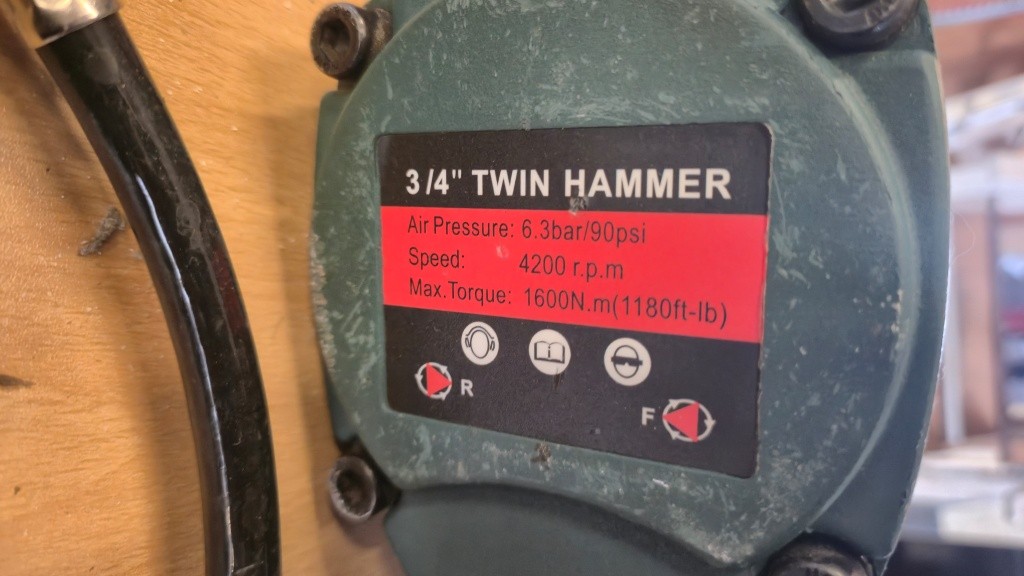 3/4" TWIN HAMMER
Air Pressure: 6.3bar/90psi
Speed: 4200 r.p.m
Max.Torque: 1600N.m(1180ft-lb)
i
R
F